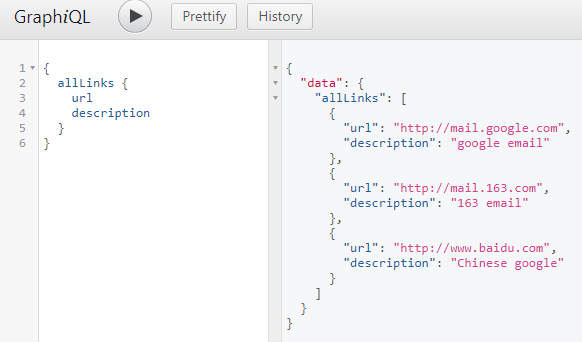 GraphiQL Prettify History
1 {
2 allLinks {
3 url
4 description
5 }
6 }
{
"data": {
"allLinks": [
{
"url": "http://mail.google.com",
"description": "google email"
},
{
"url": "http://mail.163.com",
"description": "163 email"
},
{
"url": "http://www.baidu.com",
"description": "Chinese google"
}
]
}
}